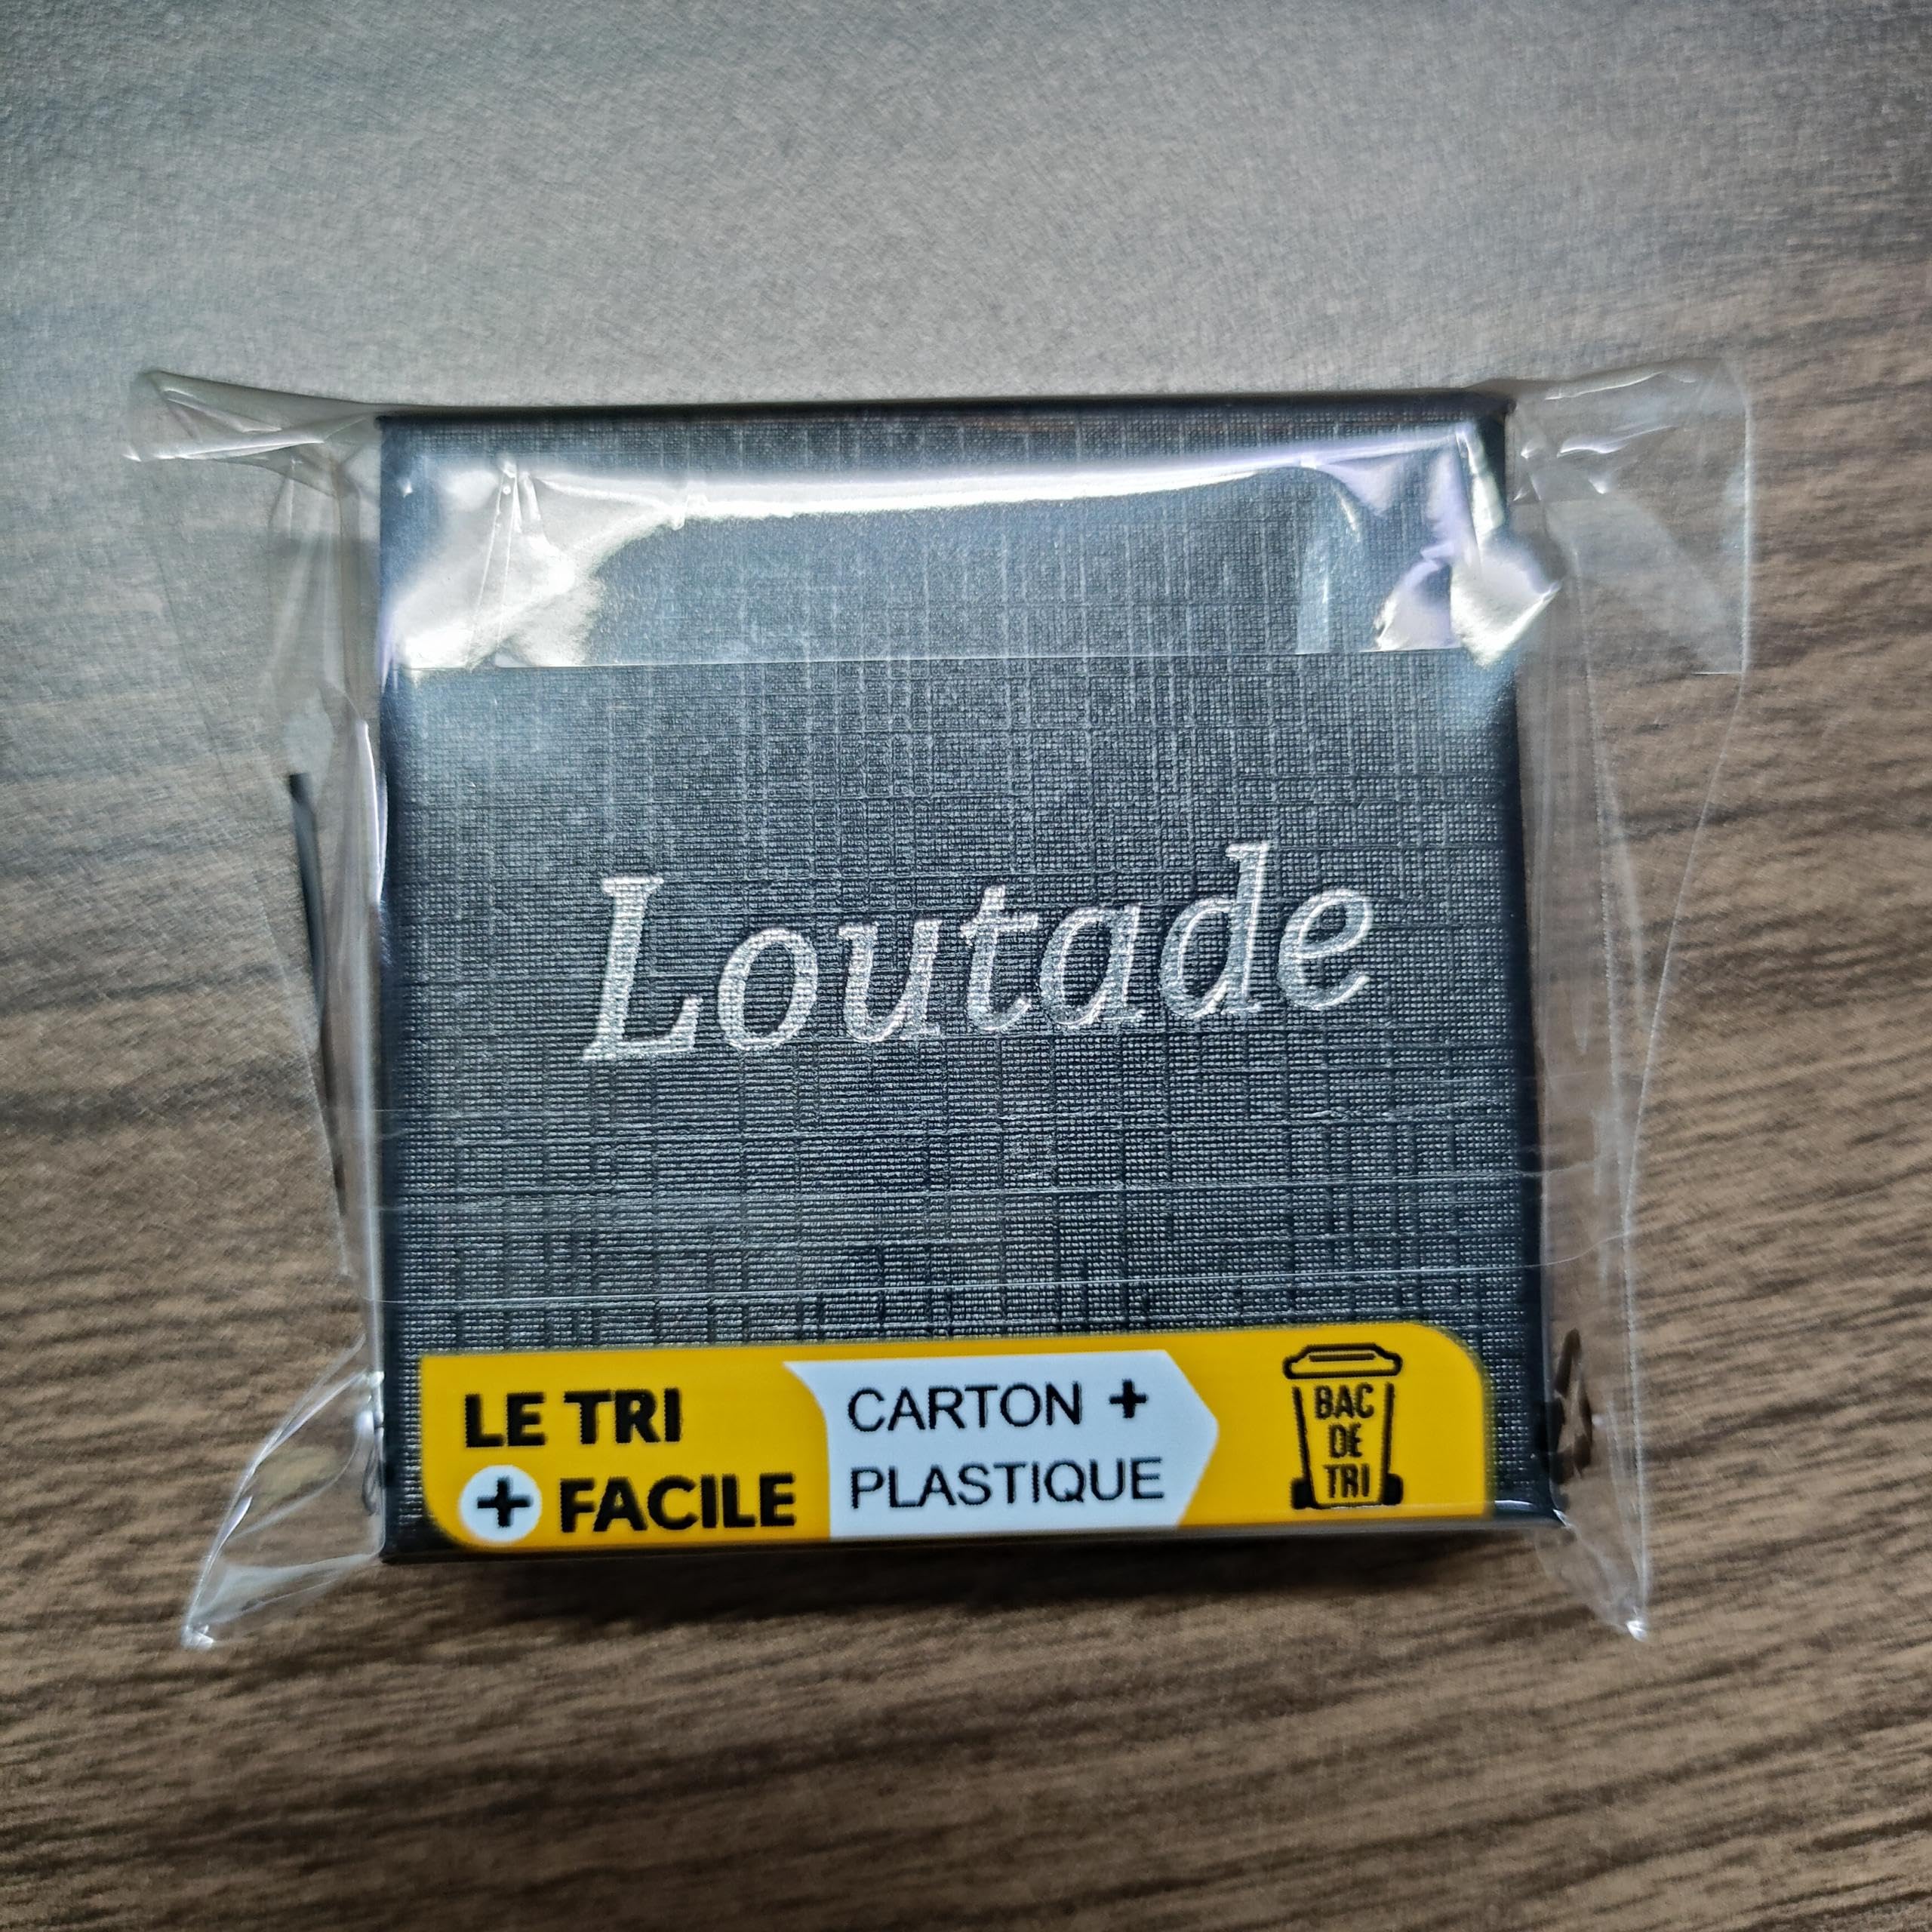 Loutade
LE TRI
+ FACILE
CARTON +
PLASTIQUE
BAC
DE
TRI